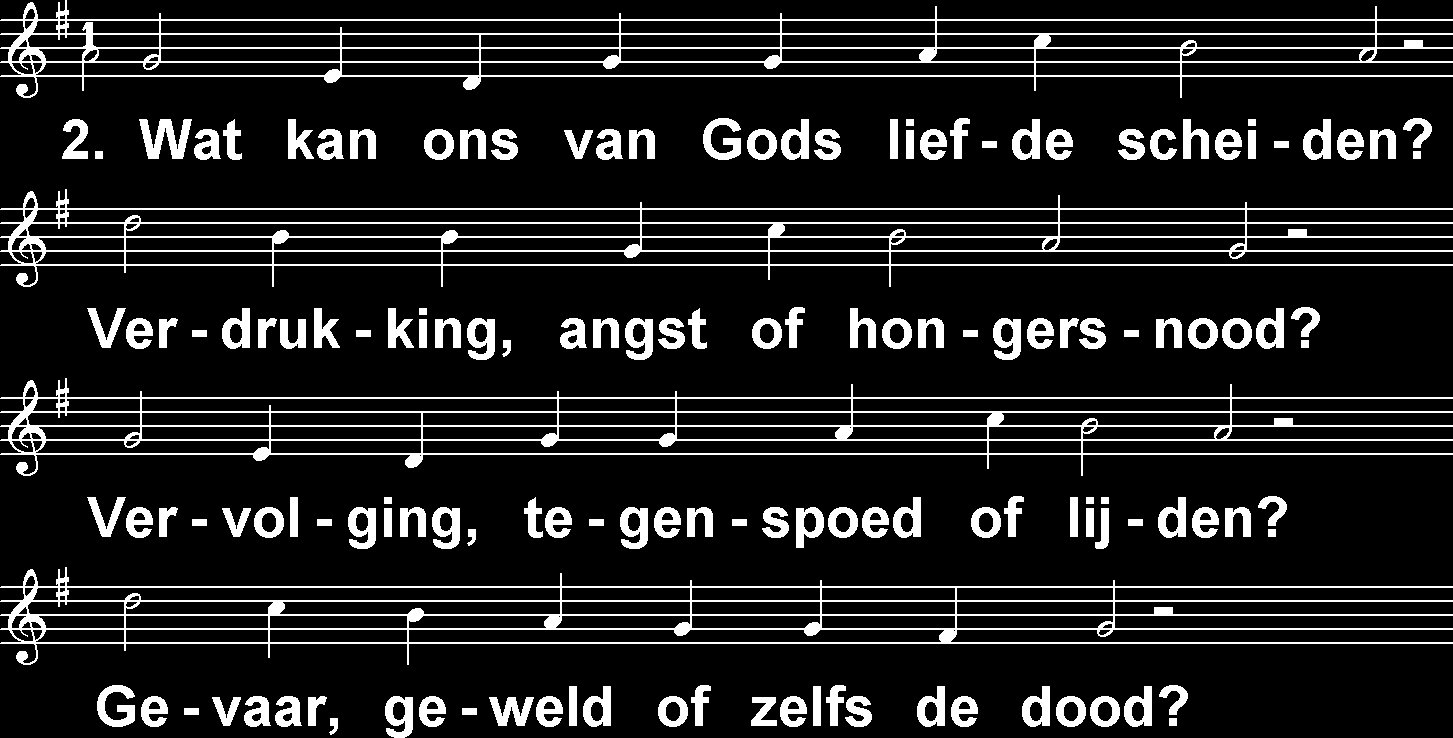 2. Wat kan ons van Gods lief - de schei - den?
Ver - druk - king, angst of hon - gers - nood?
Ver - vol - ging, te - gen - spoed of lij - den?
Ge - vaar, ge - weld of zelfs de dood?